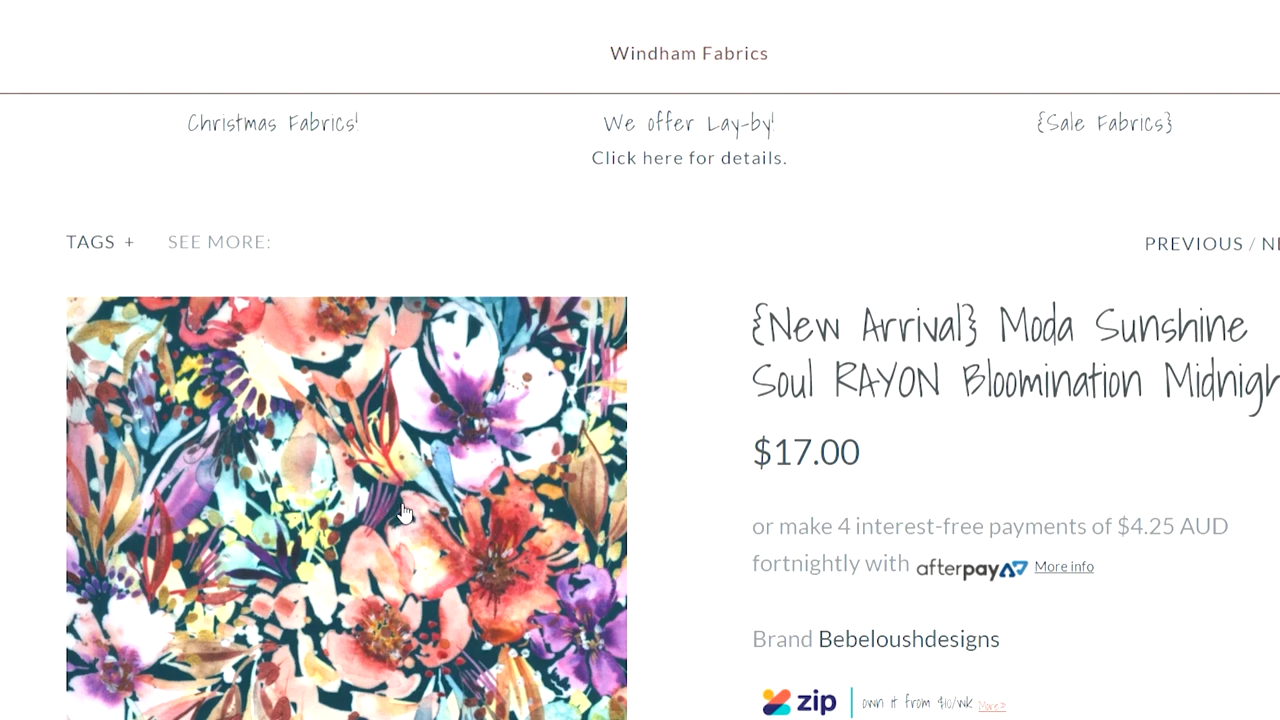 Windham Fabrics
Christmas Fabrics!
We offer Lay-by!
{Sale Fabrics}
Click here for details.
TAGS +
SEE MORE:
PREVIOUS /
{New Arrival} Moda Sunshine
Soul RAYON Bloomination
$17.00
or make 4 interest-free payments of $4.25 AUD
fortnightly with afterpay More info
Brand Bebeloushdesigns
zip own it from $10/wk More>